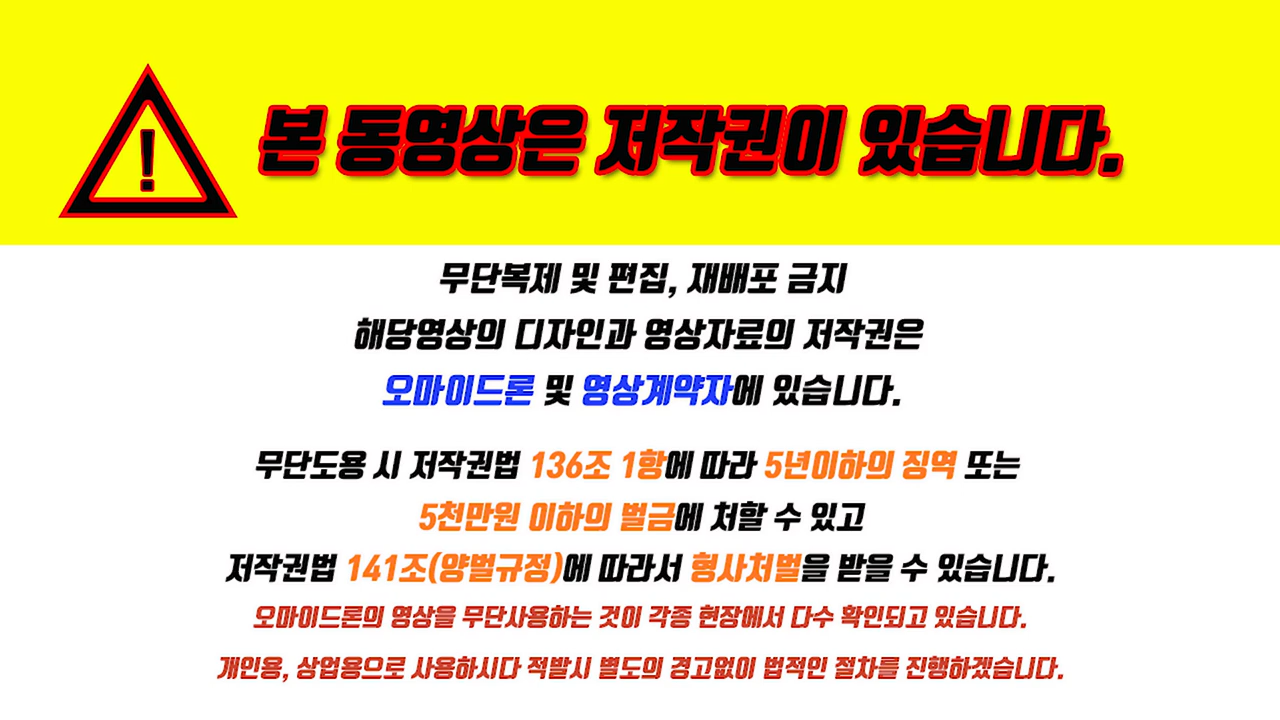 본 동영상은 저작권이 있습니다.
무단복제 및 편집, 재배포 금지
해당영상의 디자인과 영상자료의 저작권은
오마이드론 및 영상계약자에 있습니다.
무단도용 시 저작권법 136조 1항에 따라 5년이하의 징역 또는
5천만원 이하의 벌금에 처할 수 있고
저작권법 141조(양벌규정)에 따라서 형사처벌을 받을 수 있습니다.
오마이드론의 영상을 무단사용하는 것이 각종 현장에서 다수 확인되고 있습니다.
개인용, 상업용으로 사용하시다 적발시 별도의 경고없이 법적인 절차를 진행하겠습니다.